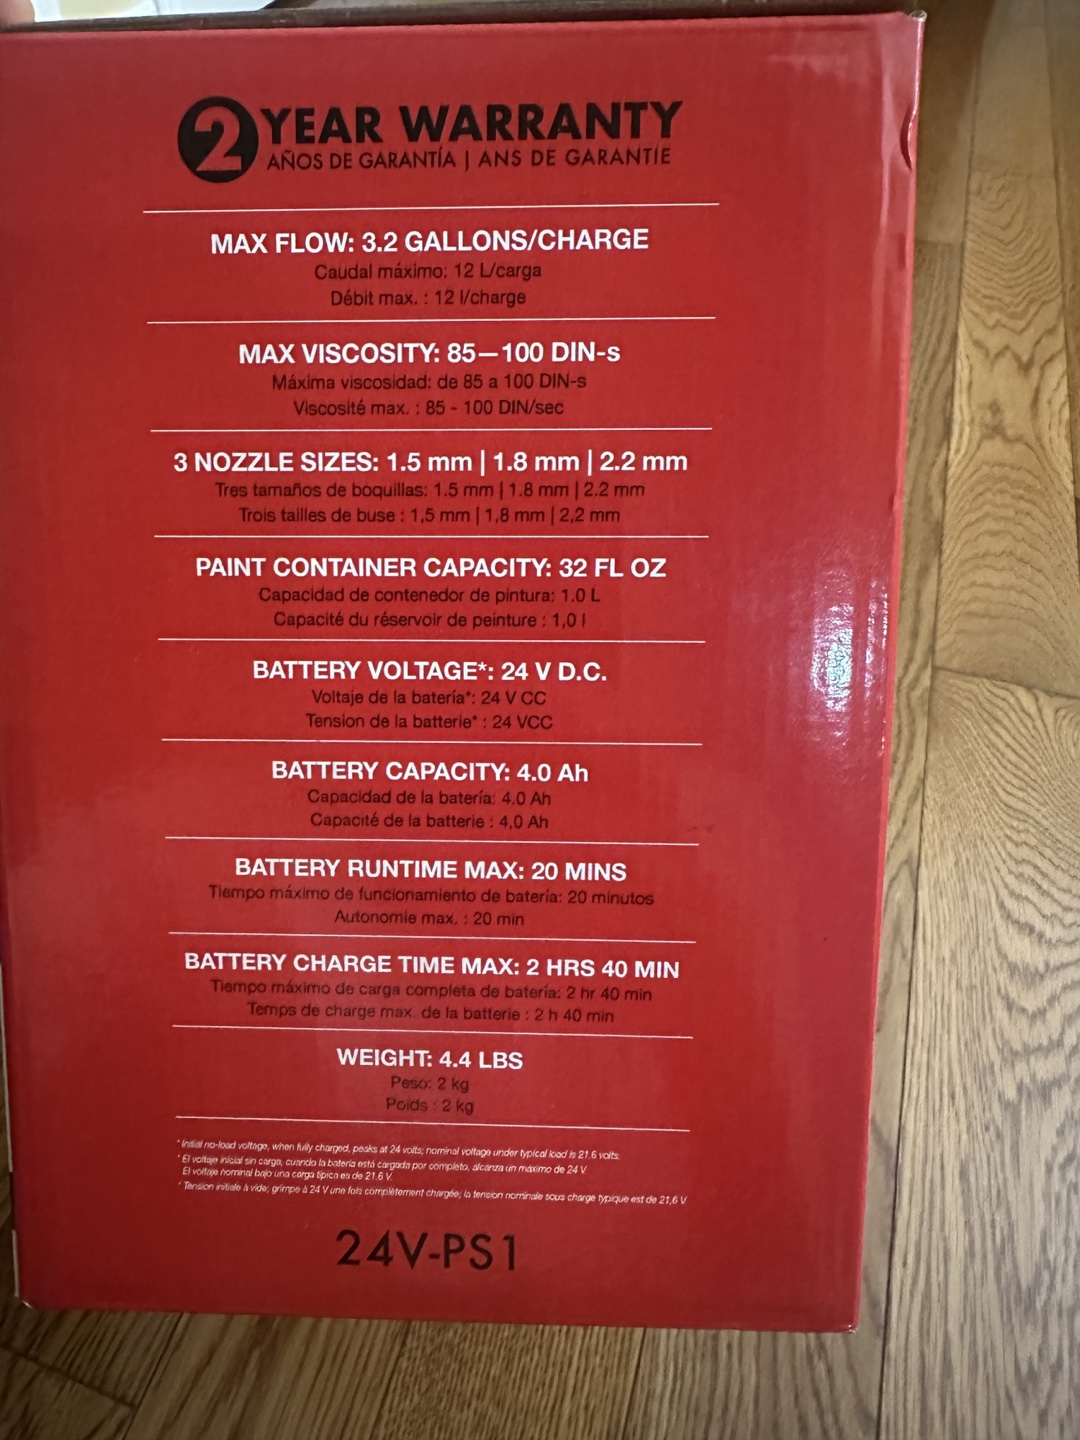 2 YEAR WARRANTY
AÑOS DE GARANTÍA | ANS DE GARANTIE
MAX FLOW: 3.2 GALLONS/CHARGE
Caudal máximo: 12 L/carga
Débit max. : 12 l/charge
MAX VISCOSITY: 85—100 DIN-s
Máxima viscosidad: de 85 a 100 DIN-s
Viscosité max. : 85 - 100 DIN/sec
3 NOZZLE SIZES: 1.5 mm | 1.8 mm | 2.2 mm
Tres tamaños de boquillas: 1.5 mm | 1.8 mm | 2.2 mm
Trois tailles de buse : 1,5 mm | 1,8 mm | 2,2 mm
PAINT CONTAINER CAPACITY: 32 FL OZ
Capacidad de contenedor de pintura: 1.0 L
Capacité du réservoir de peinture : 1,0 l
BATTERY VOLTAGE*: 24 V D.C.
Voltaje de la batería*: 24 V CC
Tension de la batterie* : 24 VCC
BATTERY CAPACITY: 4.0 Ah
Capacidad de la batería: 4.0 Ah
Capacité de la batterie : 4,0 Ah
BATTERY RUNTIME MAX: 20 MINS
Tiempo máximo de funcionamiento de batería: 20 minutos
Autonomie max. : 20 min
BATTERY CHARGE TIME MAX: 2 HRS 40 MIN
Tiempo máximo de carga completa de batería: 2 hr 40 min
Temps de charge max. de la batterie : 2 h 40 min
WEIGHT: 4.4 LBS
Peso: 2 kg
Poids : 2 kg
* Initial no-load voltage, when fully charged, peaks at 24 volts; nominal voltage under typical load is 21.6 volts.
* El voltaje inicial sin carga, cuando la batería está cargada por completo, alcanza un máximo de 24 V.
El voltaje nominal bajo una carga típica es de 21.6 V.
* Tension initiale à vide; grimpe à 24 V une fois complètement chargée; la tension nominale sous charge typique est de 21,6 V.
24V-PS1